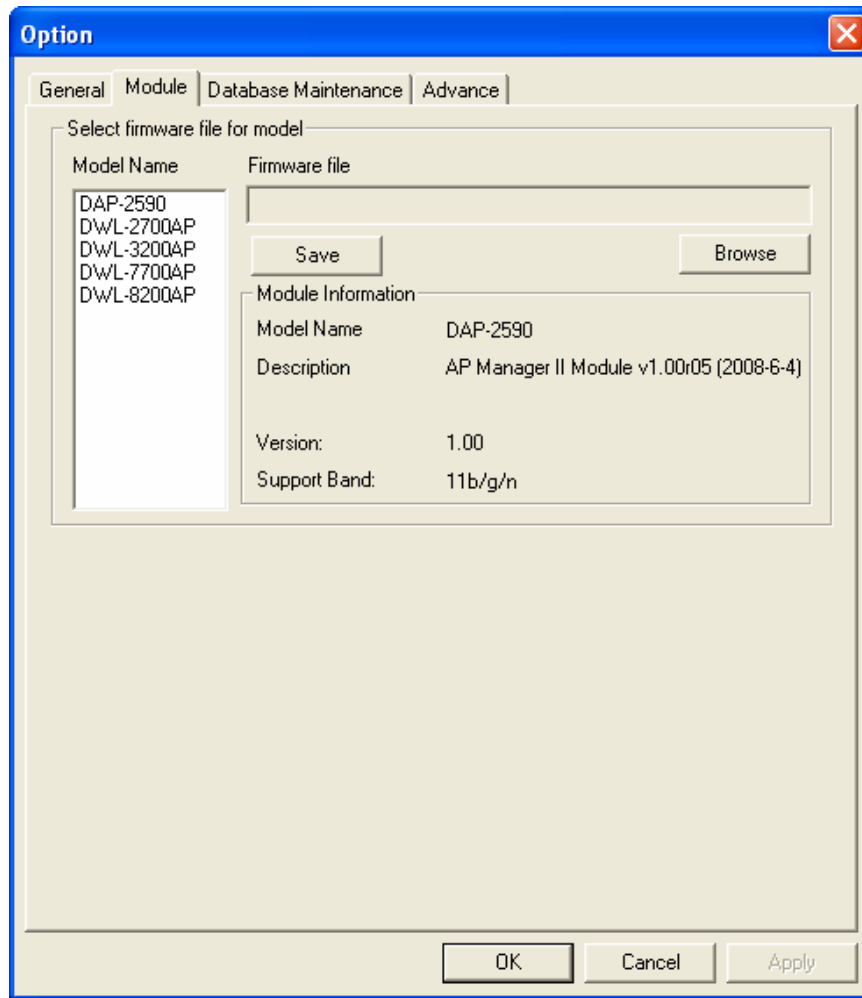 Option
General Module Database Maintenance Advance
Select firmware file for model
Model Name Firmware file
DAP-2590
DWL-2700AP
DWL-3200AP
DWL-7700AP
DWL-8200AP
Save Browse
Module Information
Model Name DAP-2590
Description AP Manager II Module v1.00r05 (2008-6-4)
Version: 1.00
Support Band: 11b/g/n
OK Cancel Apply